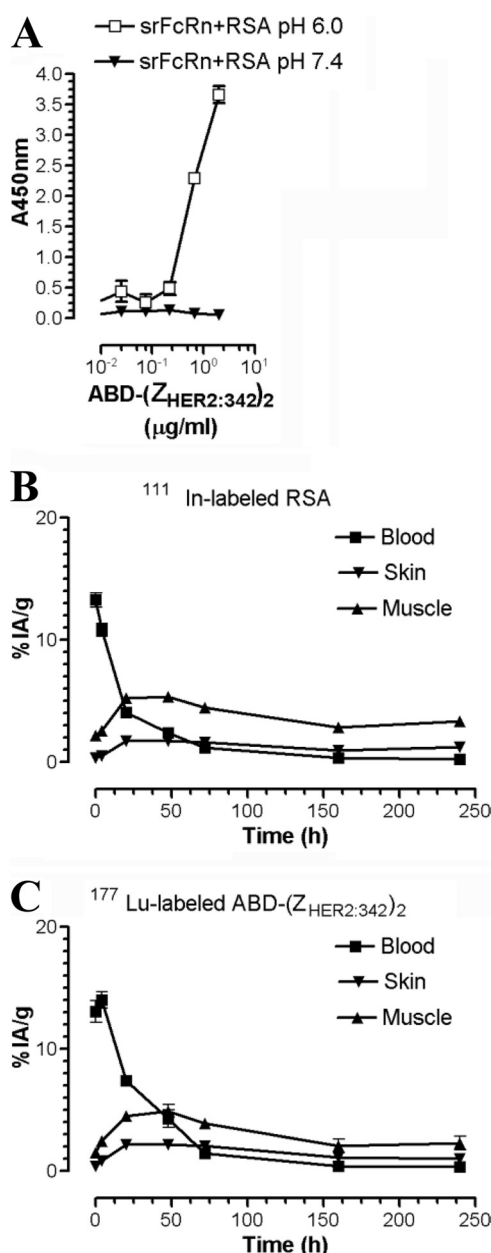 A
srFcRn+RSA pH 6.0
srFcRn+RSA pH 7.4
4.0
3.5
3.0
2.5
2.0
1.5
1.0
0.5
0.0
A450nm
10⁻² 10⁻¹ 10⁰ 10¹
ABD-(Z_HER2:342)₂
(μg/ml)
B
¹¹¹ In-labeled RSA
20
10
0
%IA/g
Blood
Skin
Muscle
0 50 100 150 200 250
Time (h)
C
¹⁷⁷ Lu-labeled ABD-(Z_HER2:342)₂
20
10
0
%IA/g
Blood
Skin
Muscle
0 50 100 150 200 250
Time (h)